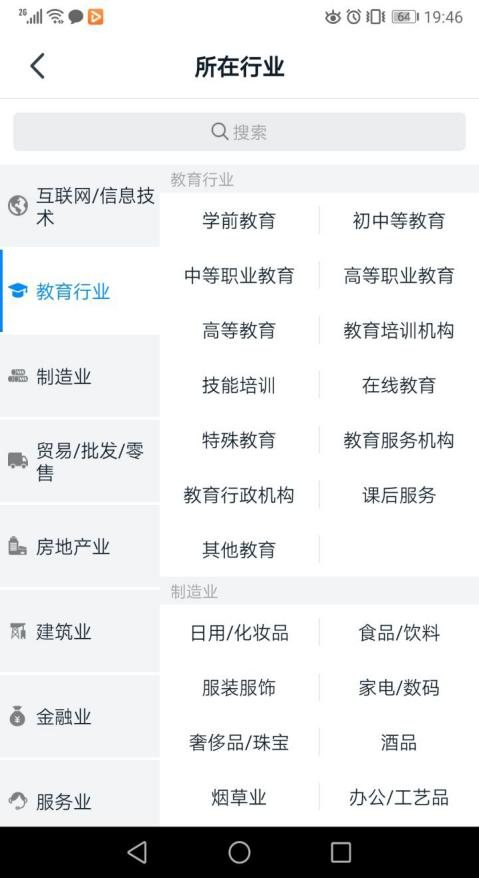 2G 64 19:46
所在行业
搜索
互联网/信息技
术
教育行业
制造业
贸易/批发/零
售
房地产业
建筑业
金融业
服务业
教育行业
学前教育 初中等教育
中等职业教育 高等职业教育
高等教育 教育培训机构
技能培训 在线教育
特殊教育 教育服务机构
教育行政机构 课后服务
其他教育
制造业
日用/化妆品 食品/饮料
服装服饰 家电/数码
奢侈品/珠宝 酒品
烟草业 办公/工艺品